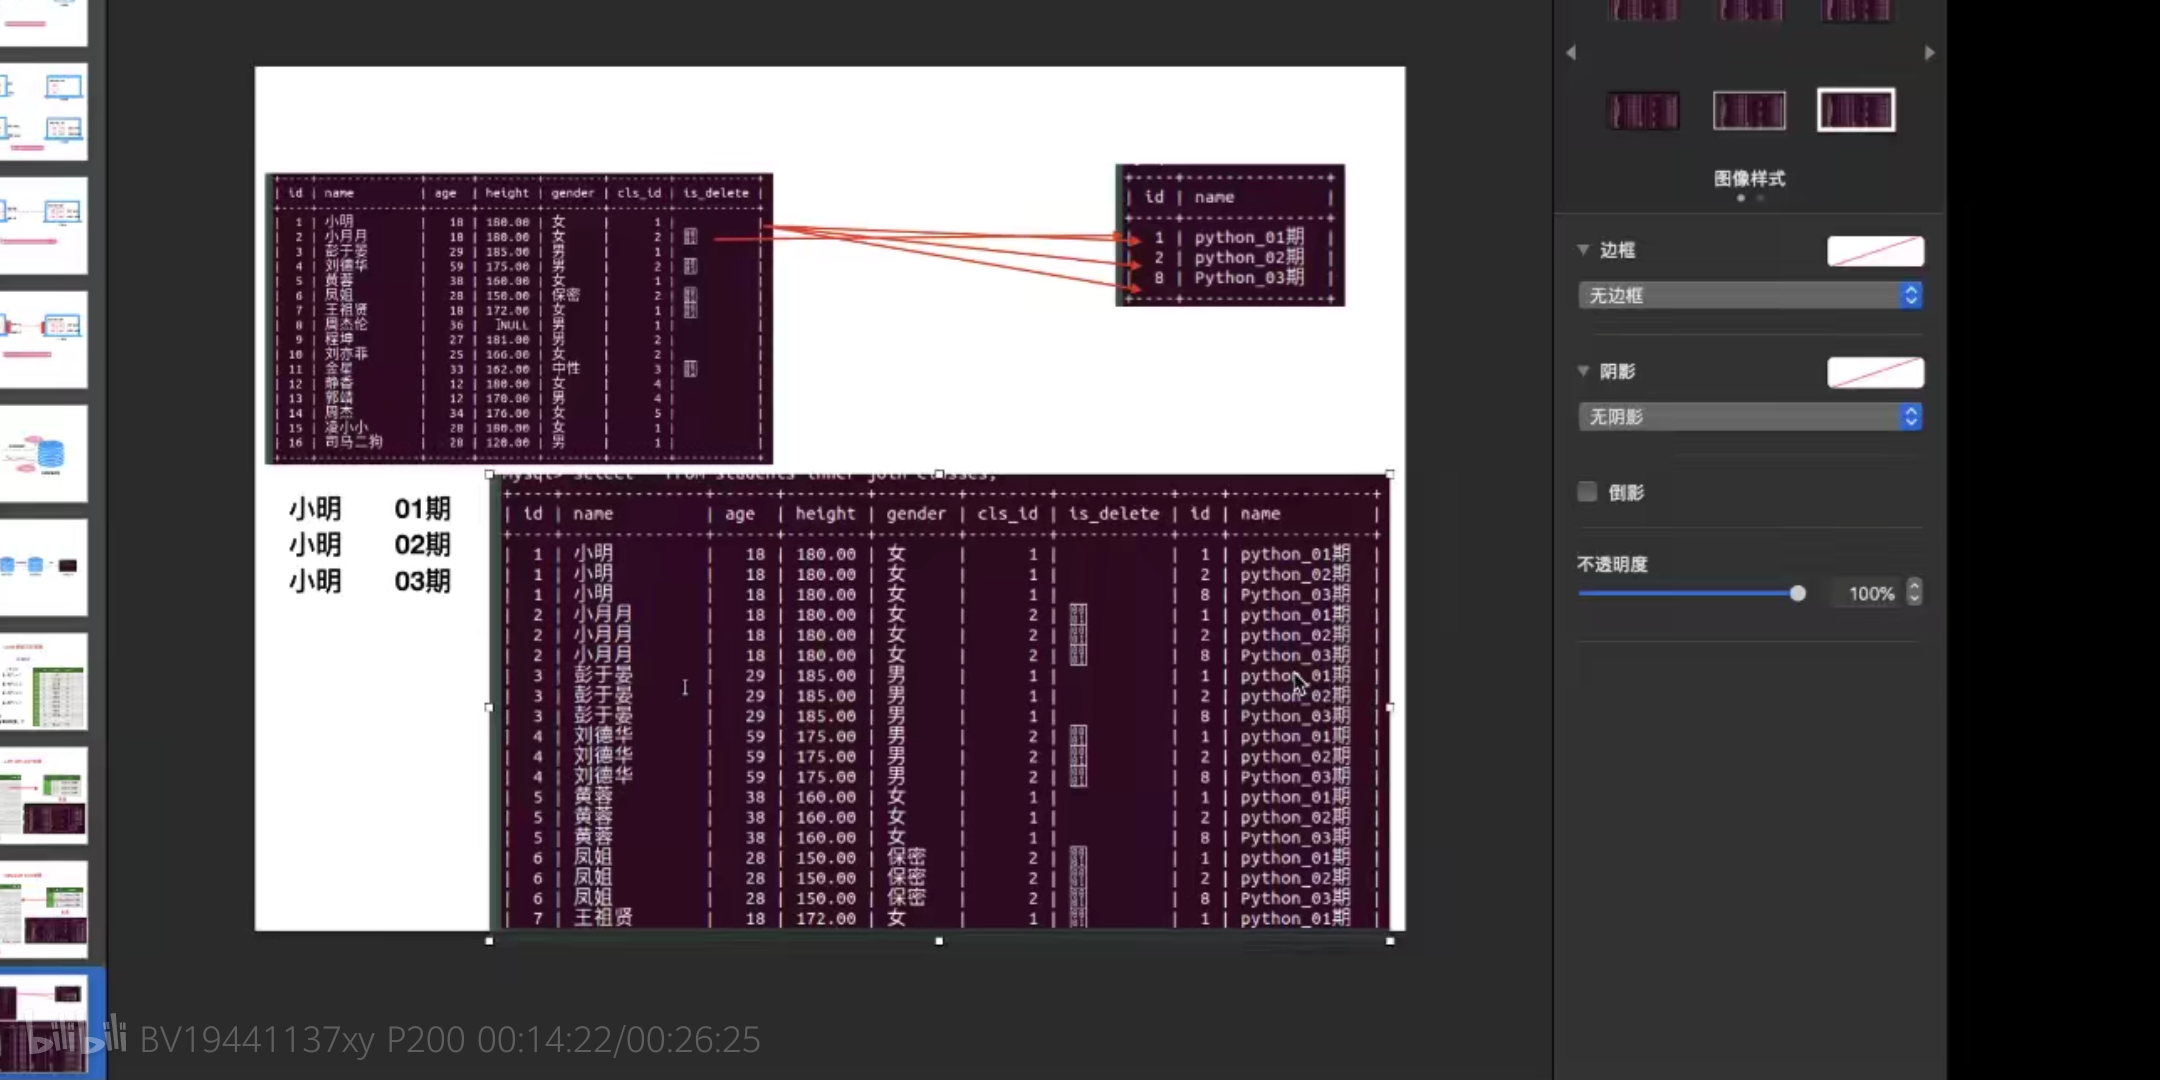 id | name | age | height | gender | cls_id | is_delete
1 | 小明 | 18 | 180.00 | 女 | 1 |
2 | 小月月 | 18 | 180.00 | 女 | 2 |
3 | 彭于晏 | 29 | 185.00 | 男 | 1 |
4 | 刘德华 | 59 | 175.00 | 男 | 2 |
5 | 黄蓉 | 38 | 160.00 | 女 | 1 |
6 | 凤姐 | 28 | 150.00 | 保密 | 2 |
7 | 王祖贤 | 18 | 172.00 | 女 | 1 |
8 | 周杰伦 | 36 | NULL | 男 | 1 |
9 | 程坤 | 27 | 181.00 | 男 | 2 |
10 | 刘亦菲 | 25 | 166.00 | 女 | 2 |
11 | 金星 | 33 | 162.00 | 中性 | 3 |
12 | 静香 | 12 | 180.00 | 女 | 4 |
13 | 郭靖 | 12 | 170.00 | 男 | 4 |
14 | 周杰 | 34 | 176.00 | 女 | 5 |
15 | 凌小小 | 28 | 180.00 | 女 | 1 |
16 | 司马二狗 | 28 | 120.00 | 男 | 1 |
id | name
1 | python_01期
2 | python_02期
8 | Python_03期
小明 01期
小明 02期
小明 03期
mysql> select from students inner join classes;
id | name | age | height | gender | cls_id | is_delete | id | name
1 | 小明 | 18 | 180.00 | 女 | 1 | | 1 | python_01期
1 | 小明 | 18 | 180.00 | 女 | 1 | | 2 | python_02期
1 | 小明 | 18 | 180.00 | 女 | 1 | | 8 | Python_03期
2 | 小月月 | 18 | 180.00 | 女 | 2 | | 1 | python_01期
2 | 小月月 | 18 | 180.00 | 女 | 2 | | 2 | python_02期
2 | 小月月 | 18 | 180.00 | 女 | 2 | | 8 | Python_03期
3 | 彭于晏 | 29 | 185.00 | 男 | 1 | | 1 | python_01期
3 | 彭于晏 | 29 | 185.00 | 男 | 1 | | 2 | python_02期
3 | 彭于晏 | 29 | 185.00 | 男 | 1 | | 8 | Python_03期
4 | 刘德华 | 59 | 175.00 | 男 | 2 | | 1 | python_01期
4 | 刘德华 | 59 | 175.00 | 男 | 2 | | 2 | python_02期
4 | 刘德华 | 59 | 175.00 | 男 | 2 | | 8 | Python_03期
5 | 黄蓉 | 38 | 160.00 | 女 | 1 | | 1 | python_01期
5 | 黄蓉 | 38 | 160.00 | 女 | 1 | | 2 | python_02期
5 | 黄蓉 | 38 | 160.00 | 女 | 1 | | 8 | Python_03期
6 | 凤姐 | 28 | 150.00 | 保密 | 2 | | 1 | python_01期
6 | 凤姐 | 28 | 150.00 | 保密 | 2 | | 2 | python_02期
6 | 凤姐 | 28 | 150.00 | 保密 | 2 | | 8 | Python_03期
7 | 王祖贤 | 18 | 172.00 | 女 | 1 | | 1 | python_01期
图像样式
边框
无边框
阴影
无阴影
倒影
不透明度
100%
bilibili BV19441137xy P200 00:14:22/00:26:25